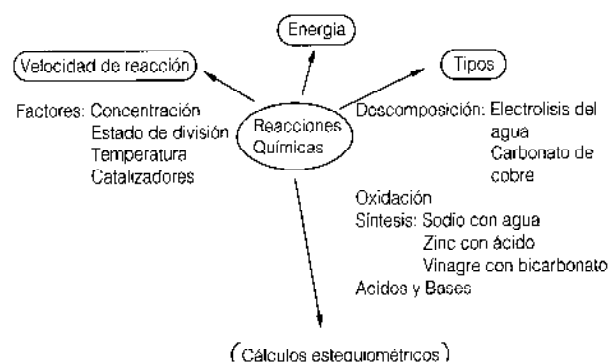 Energia
Velocidad de reacción
Tipos
Factores: Concentración
Estado de división
Temperatura
Catalizadores
Reacciones
Químicas
Descomposición: Electrolisis del
agua
Carbonato de
cobre
Oxidación
Síntesis: Sodio con agua
Zinc con ácido
Vinagre con bicarbonato
Acidos y Bases
Cálculos estequiométricos